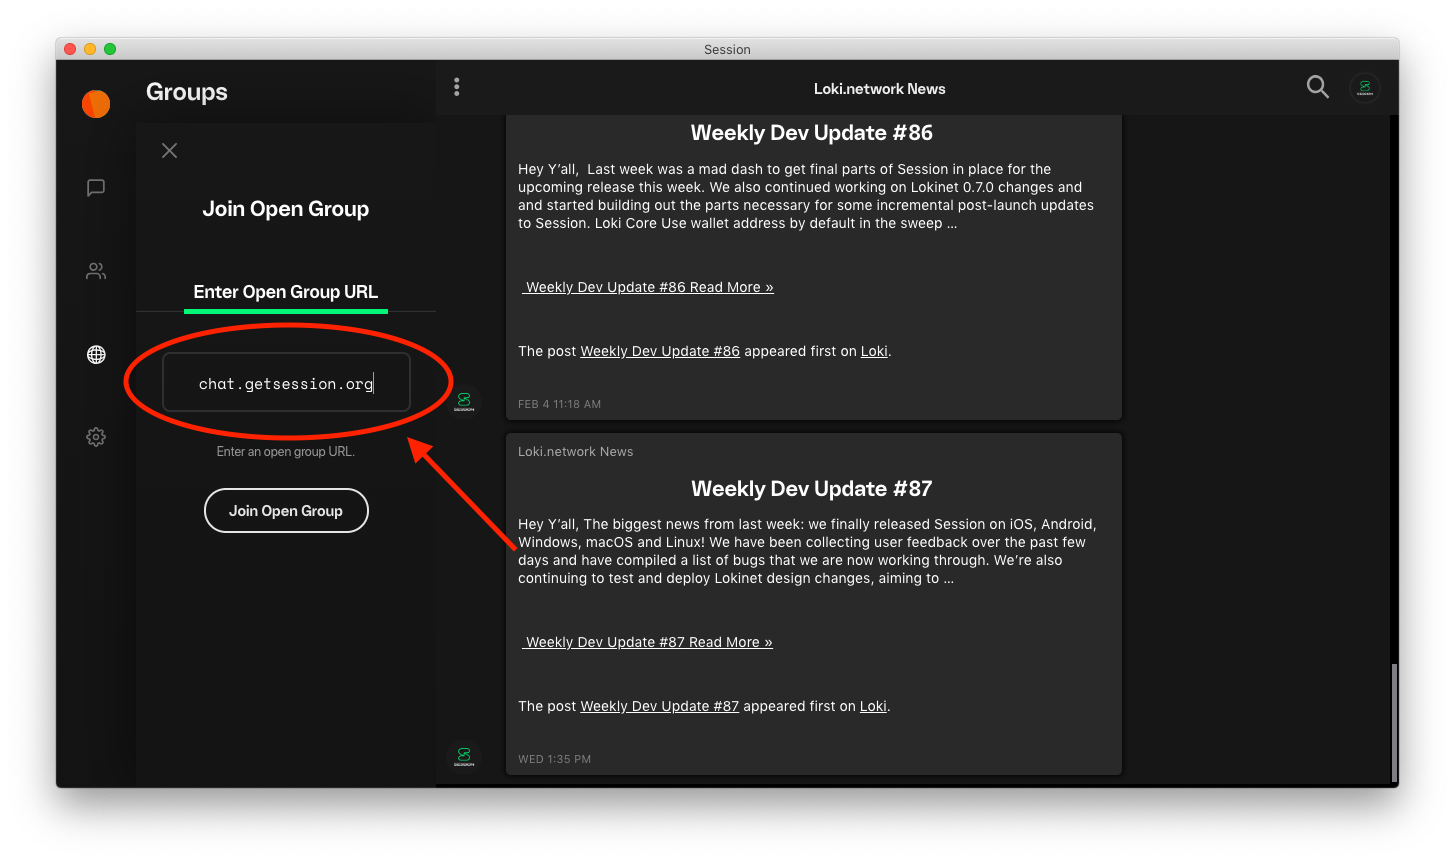 Session
Groups
Join Open Group
Enter Open Group URL
chat.getsession.org
Enter an open group URL.
Join Open Group
Loki.network News
Weekly Dev Update #86
Hey Y’all,  Last week was a mad dash to get final parts of Session in place for the
upcoming release this week. We also continued working on Lokinet 0.7.0 changes and
and started building out the parts necessary for some incremental post-launch updates
to Session. Loki Core Use wallet address by default in the sweep ...
Weekly Dev Update #86 Read More »
The post Weekly Dev Update #86 appeared first on Loki.
FEB 4 11:18 AM
Loki.network News
Weekly Dev Update #87
Hey Y’all, The biggest news from last week: we finally released Session on iOS, Android,
Windows, macOS and Linux! We have been collecting user feedback over the past few
days and have compiled a list of bugs that we are now working through. We’re also
continuing to test and deploy Lokinet design changes, aiming to ...
Weekly Dev Update #87 Read More »
The post Weekly Dev Update #87 appeared first on Loki.
WED 1:35 PM